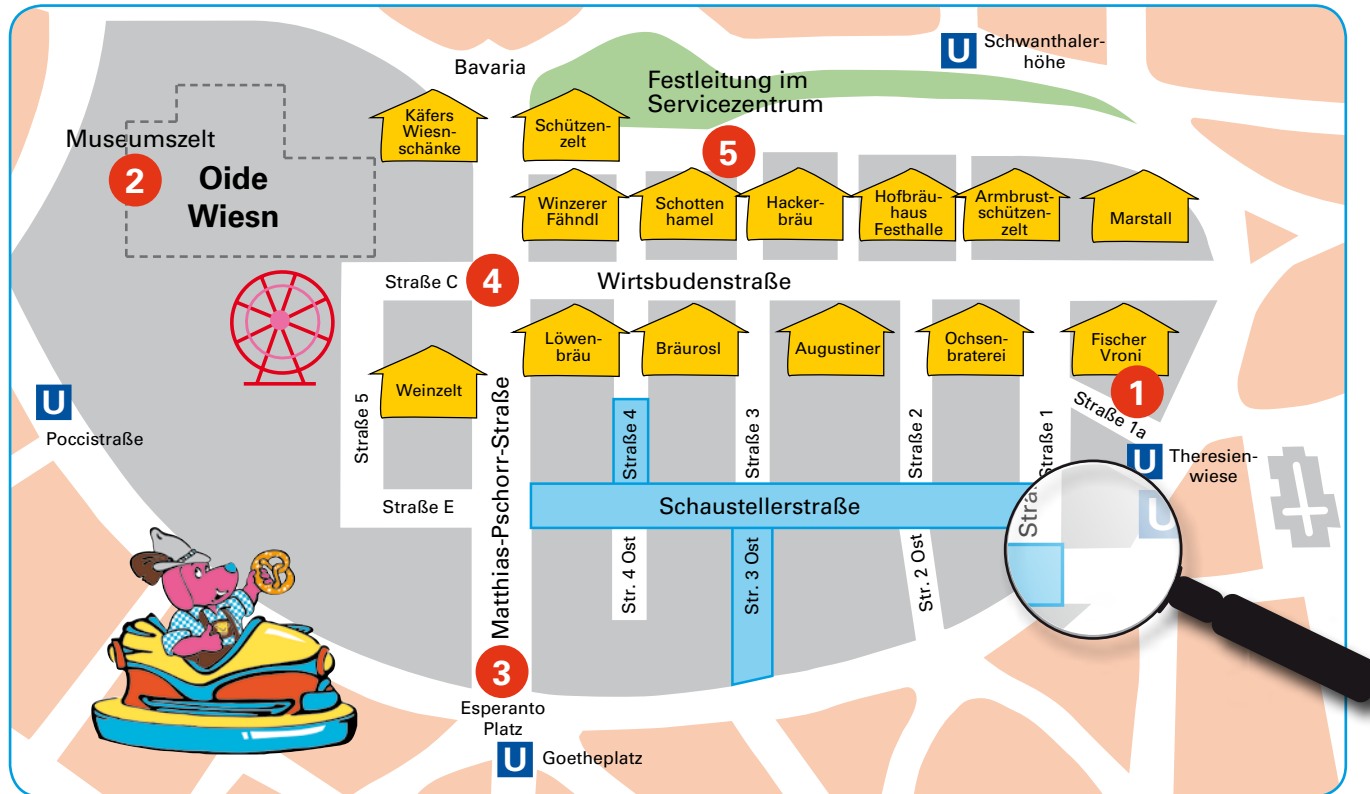 U
Schwanthaler-
höhe
Bavaria
Festleitung im
Servicezentrum
5
Käfers
Wiesn-
schänke
Schützen-
zelt
Museumszelt
2
Oide
Wiesn
Winzerer
Fähndl
Schotten
hamel
Hacker-
bräu
Hofbräu-
haus
Festhalle
Armbrust-
schützen-
zelt
Marstall
Straße C
4
Wirtsbudenstraße
Löwen-
bräu
Bräurosl
Augustiner
Ochsen-
braterei
Fischer
Vroni
1
Weinzelt
U
Poccistraße
Straße 5
Matthias-Pschorr-Straße
Straße 4
Straße 3
Straße 2
Straße 1
Straße 1a
U
Theresien-
wiese
Straße E
Schaustellerstraße
Stra
U
Str. 4 Ost
Str. 3 Ost
Str. 2 Ost
3
Esperanto
Platz
U
Goetheplatz